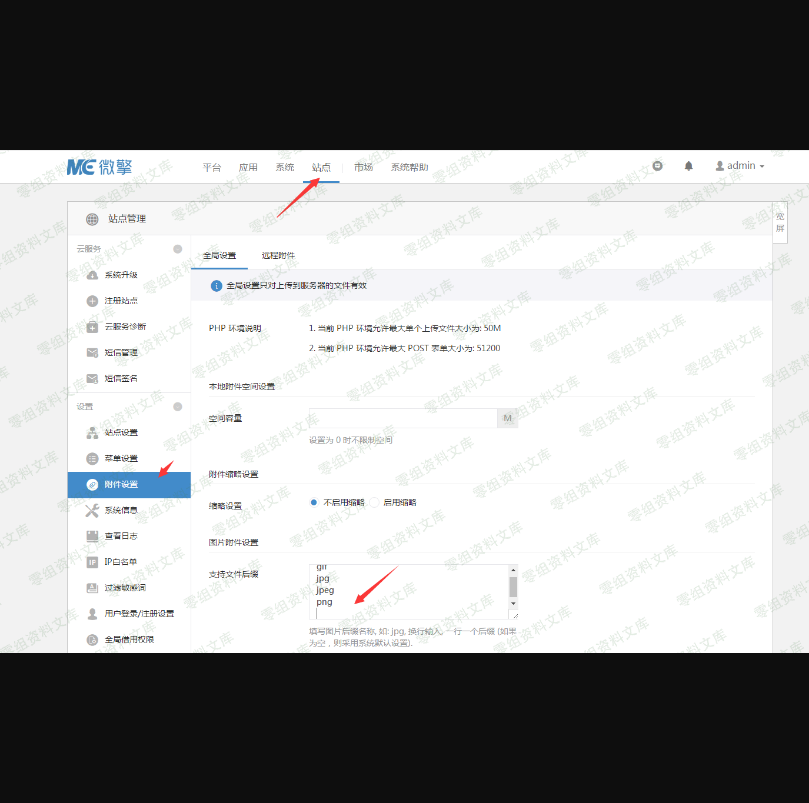 ME微擎
平台 应用 系统 站点 市场 系统帮助
admin
站点管理
宽屏
云服务
系统升级
注册站点
云服务诊断
短信管理
短信签名
设置
站点设置
菜单设置
附件设置
系统信息
查看日志
IP IP白名单
过滤敏感词
用户登录/注册设置
全局借用权限
全局设置 远程附件
全局设置只对上传到服务器的文件有效
PHP 环境说明 1. 当前 PHP 环境允许最大单个上传文件大小为: 50M
2. 当前 PHP 环境允许最大 POST 表单大小为: 51200
本地附件空间设置
空间容量 M
设置为 0 时不限制空间
附件缩略设置
缩略设置 不启用缩略 启用缩略
图片附件设置
支持文件后缀
gif
jpg
jpeg
png
填写图片后缀名称, 如: jpg, 换行输入, 一行一个后缀 (如果
为空，则采用系统默认设置).
零组资料文库